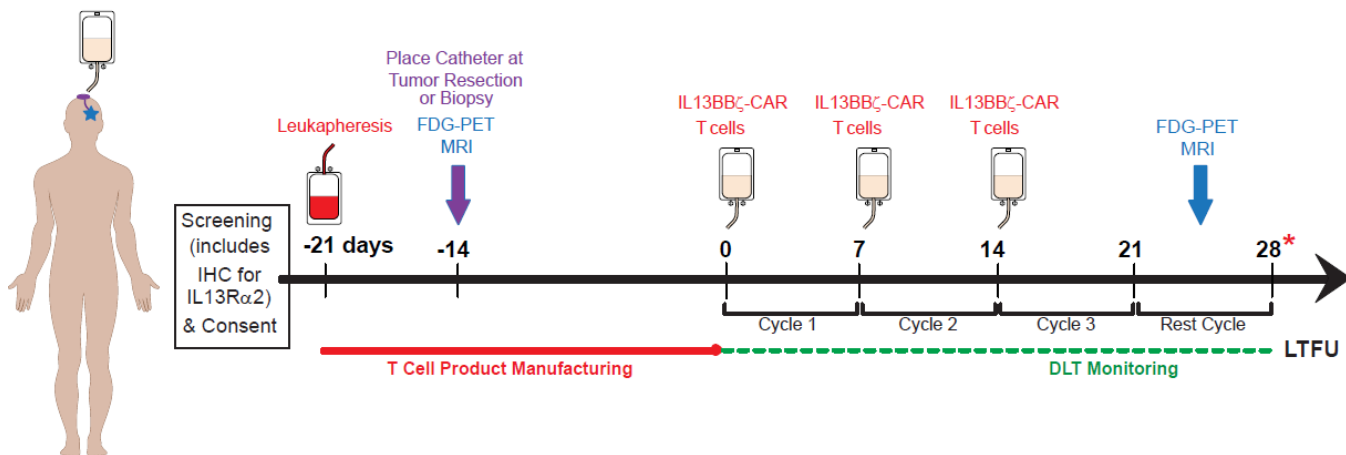 Leukapheresis
Place Catheter at
Tumor Resection
or Biopsy
FDG-PET
MRI
IL13BBζ-CAR
T cells
IL13BBζ-CAR
T cells
IL13BBζ-CAR
T cells
FDG-PET
MRI
Screening
(includes
IHC for
IL13Rα2)
& Consent
-21 days
-14
0
7
14
21
28*
Cycle 1
Cycle 2
Cycle 3
Rest Cycle
T Cell Product Manufacturing
DLT Monitoring
LTFU